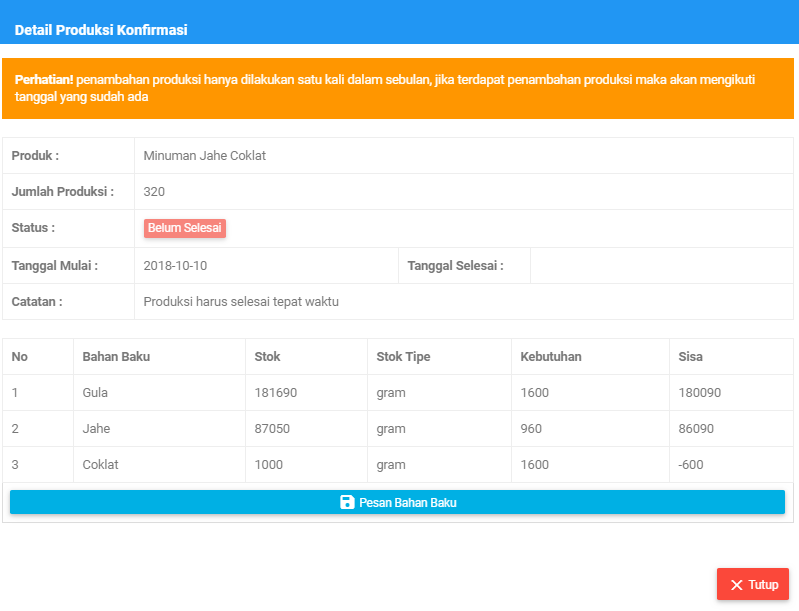 Detail Produksi Konfirmasi
Perhatian! penambahan produksi hanya dilakukan satu kali dalam sebulan, jika terdapat penambahan produksi maka akan mengikuti
tanggal yang sudah ada
Produk : Minuman Jahe Coklat
Jumlah Produksi : 320
Status : Belum Selesai
Tanggal Mulai : 2018-10-10 Tanggal Selesai :
Catatan : Produksi harus selesai tepat waktu
No Bahan Baku Stok Stok Tipe Kebutuhan Sisa
1 Gula 181690 gram 1600 180090
2 Jahe 87050 gram 960 86090
3 Coklat 1000 gram 1600 -600
Pesan Bahan Baku
Tutup